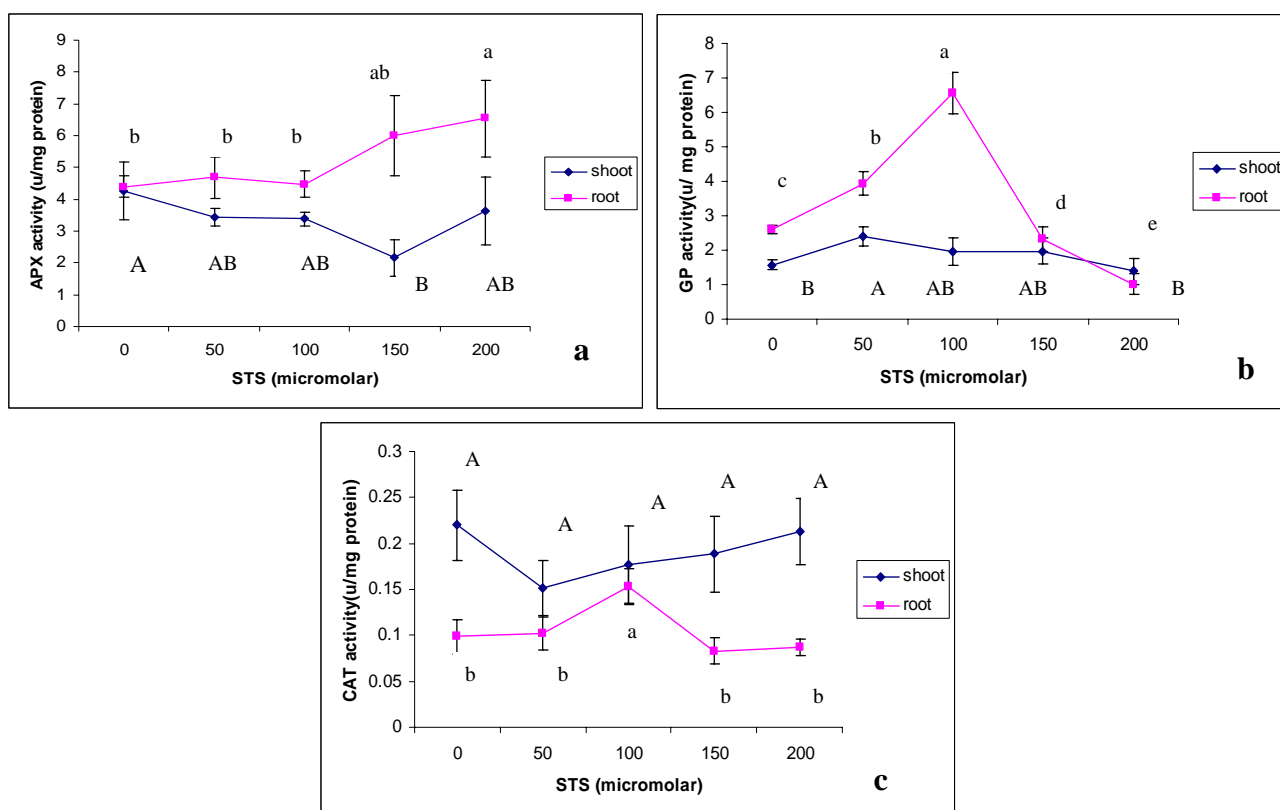 9
8
7
6
5
4
3
2
1
0
APX activity (u/mg protein)
b b b ab a
A AB AB B AB
0 50 100 150 200
STS (micromolar)
shoot
root
a
8
7
6
5
4
3
2
1
0
GP activity(u/ mg protein)
c b a d e
B A AB AB B
0 50 100 150 200
STS (micromolar)
shoot
root
b
0.3
0.25
0.2
0.15
0.1
0.05
0
CAT activity(u/mg protein)
A A A A A
b b a b b
0 50 100 150 200
STS (micromolar)
shoot
root
c